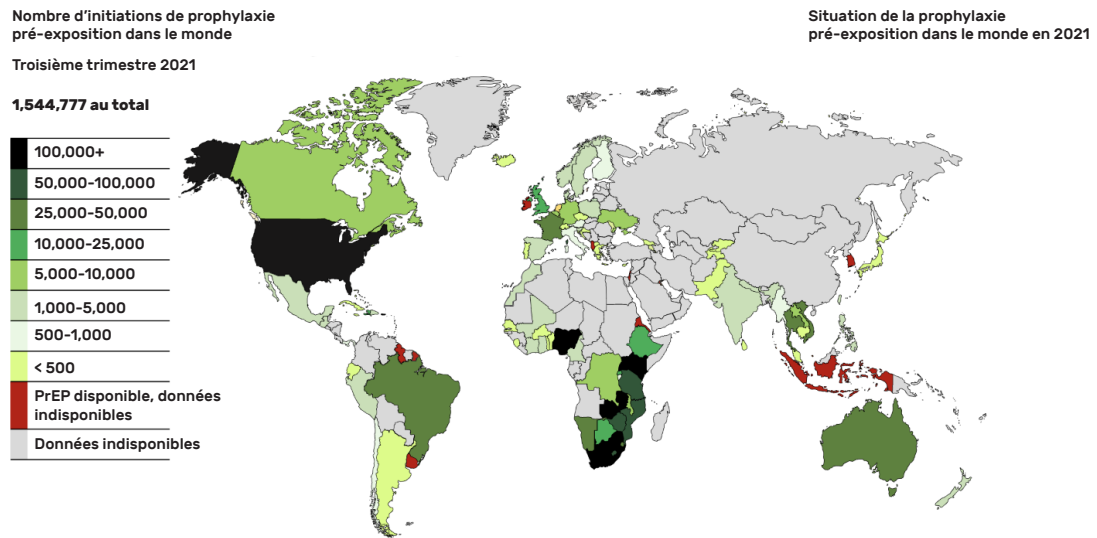 Nombre d’initiations de prophylaxie
pré-exposition dans le monde
Troisième trimestre 2021
1,544,777 au total
100,000+
50,000-100,000
25,000-50,000
10,000-25,000
5,000-10,000
1,000-5,000
500-1,000
< 500
PrEP disponible, données
indisponibles
Données indisponibles
Situation de la prophylaxie
pré-exposition dans le monde en 2021